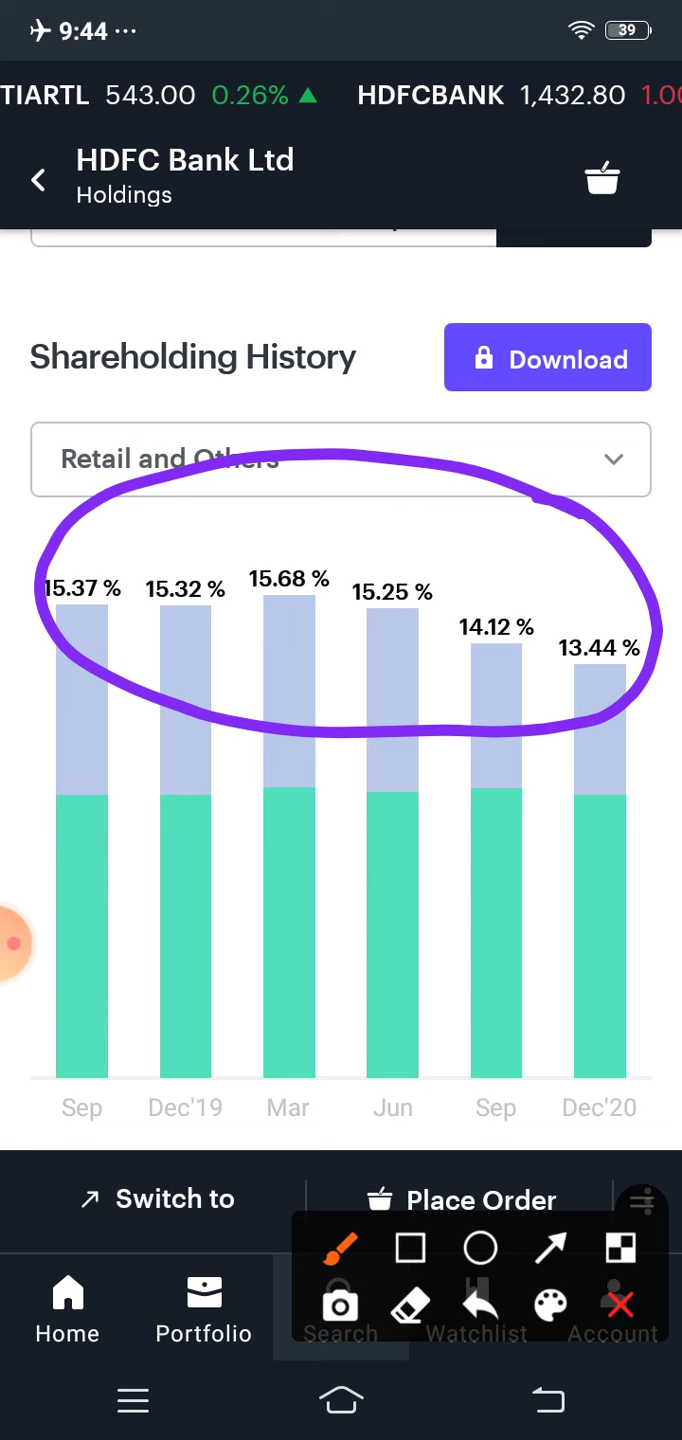 9:44
39
TIARTL 543.00 0.26% ▲ HDFCBANK 1,432.80 1.0
HDFC Bank Ltd
Holdings
Shareholding History
Download
Retail and Others
15.37 % 15.32 % 15.68 % 15.25 % 14.12 % 13.44 %
Sep Dec'19 Mar Jun Sep Dec'20
Switch to Place Order
Home Portfolio Search Watchlist Account